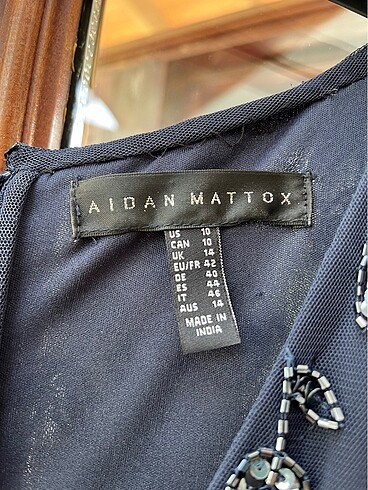 AIDAN MATTOX
US 10
CAN 10
UK 14
EU/FR 42
DE 40
ES 44
IT 46
AUS 14
MADE IN
INDIA